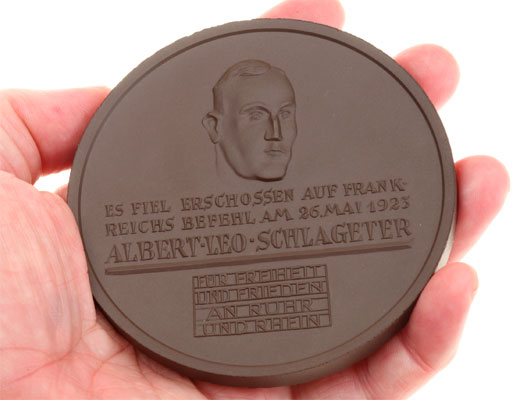 ES FIEL ERSCHOSSEN AUF FRANK-
REICHS BEFEHL AM 26.MAI 1923
ALBERT·LEO·SCHLAGETER
FÜR FREIHEIT
UND FRIEDEN
AN RUHR
UND RHEIN